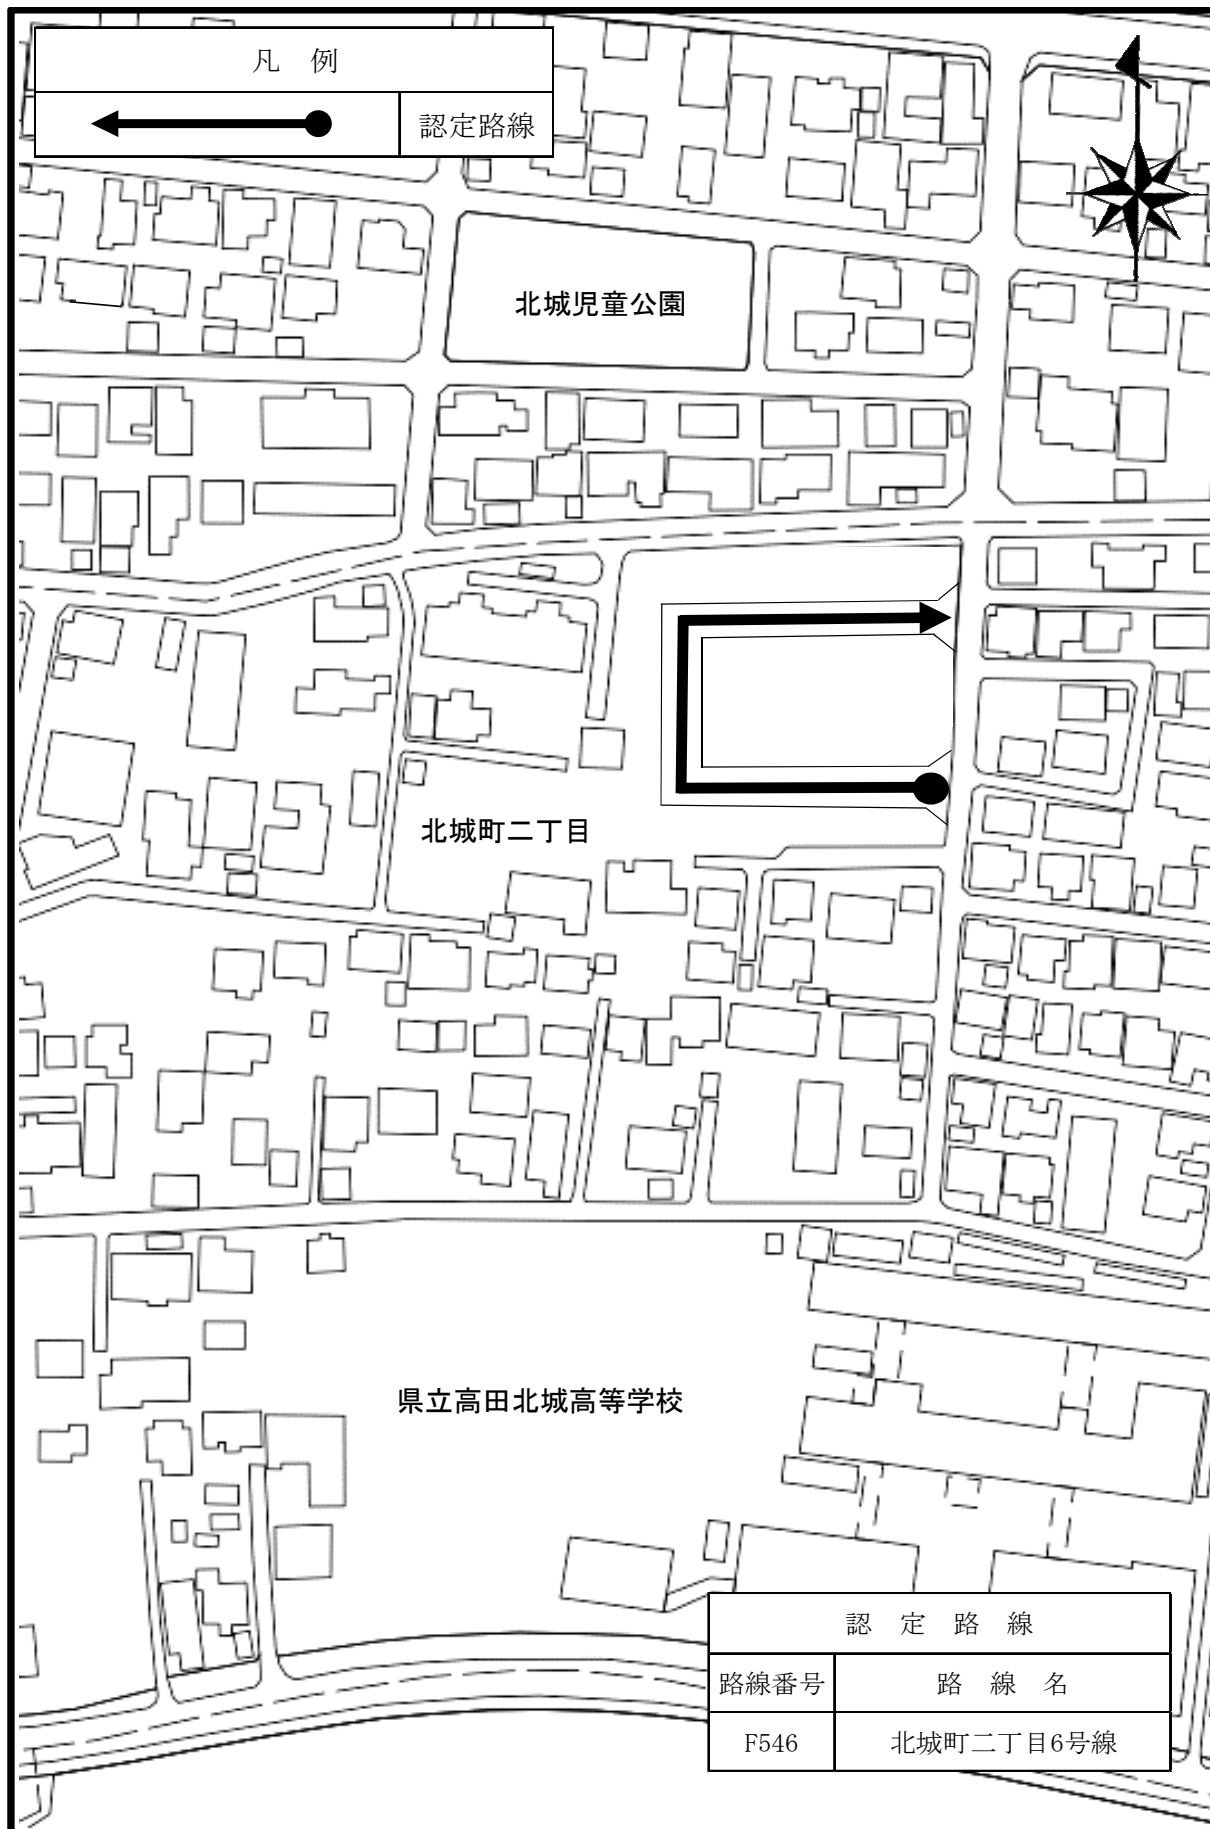 凡 例
認定路線
北城児童公園
北城町二丁目
県立高田北城高等学校
認 定 路 線
路線番号 路 線 名
F546 北城町二丁目6号線